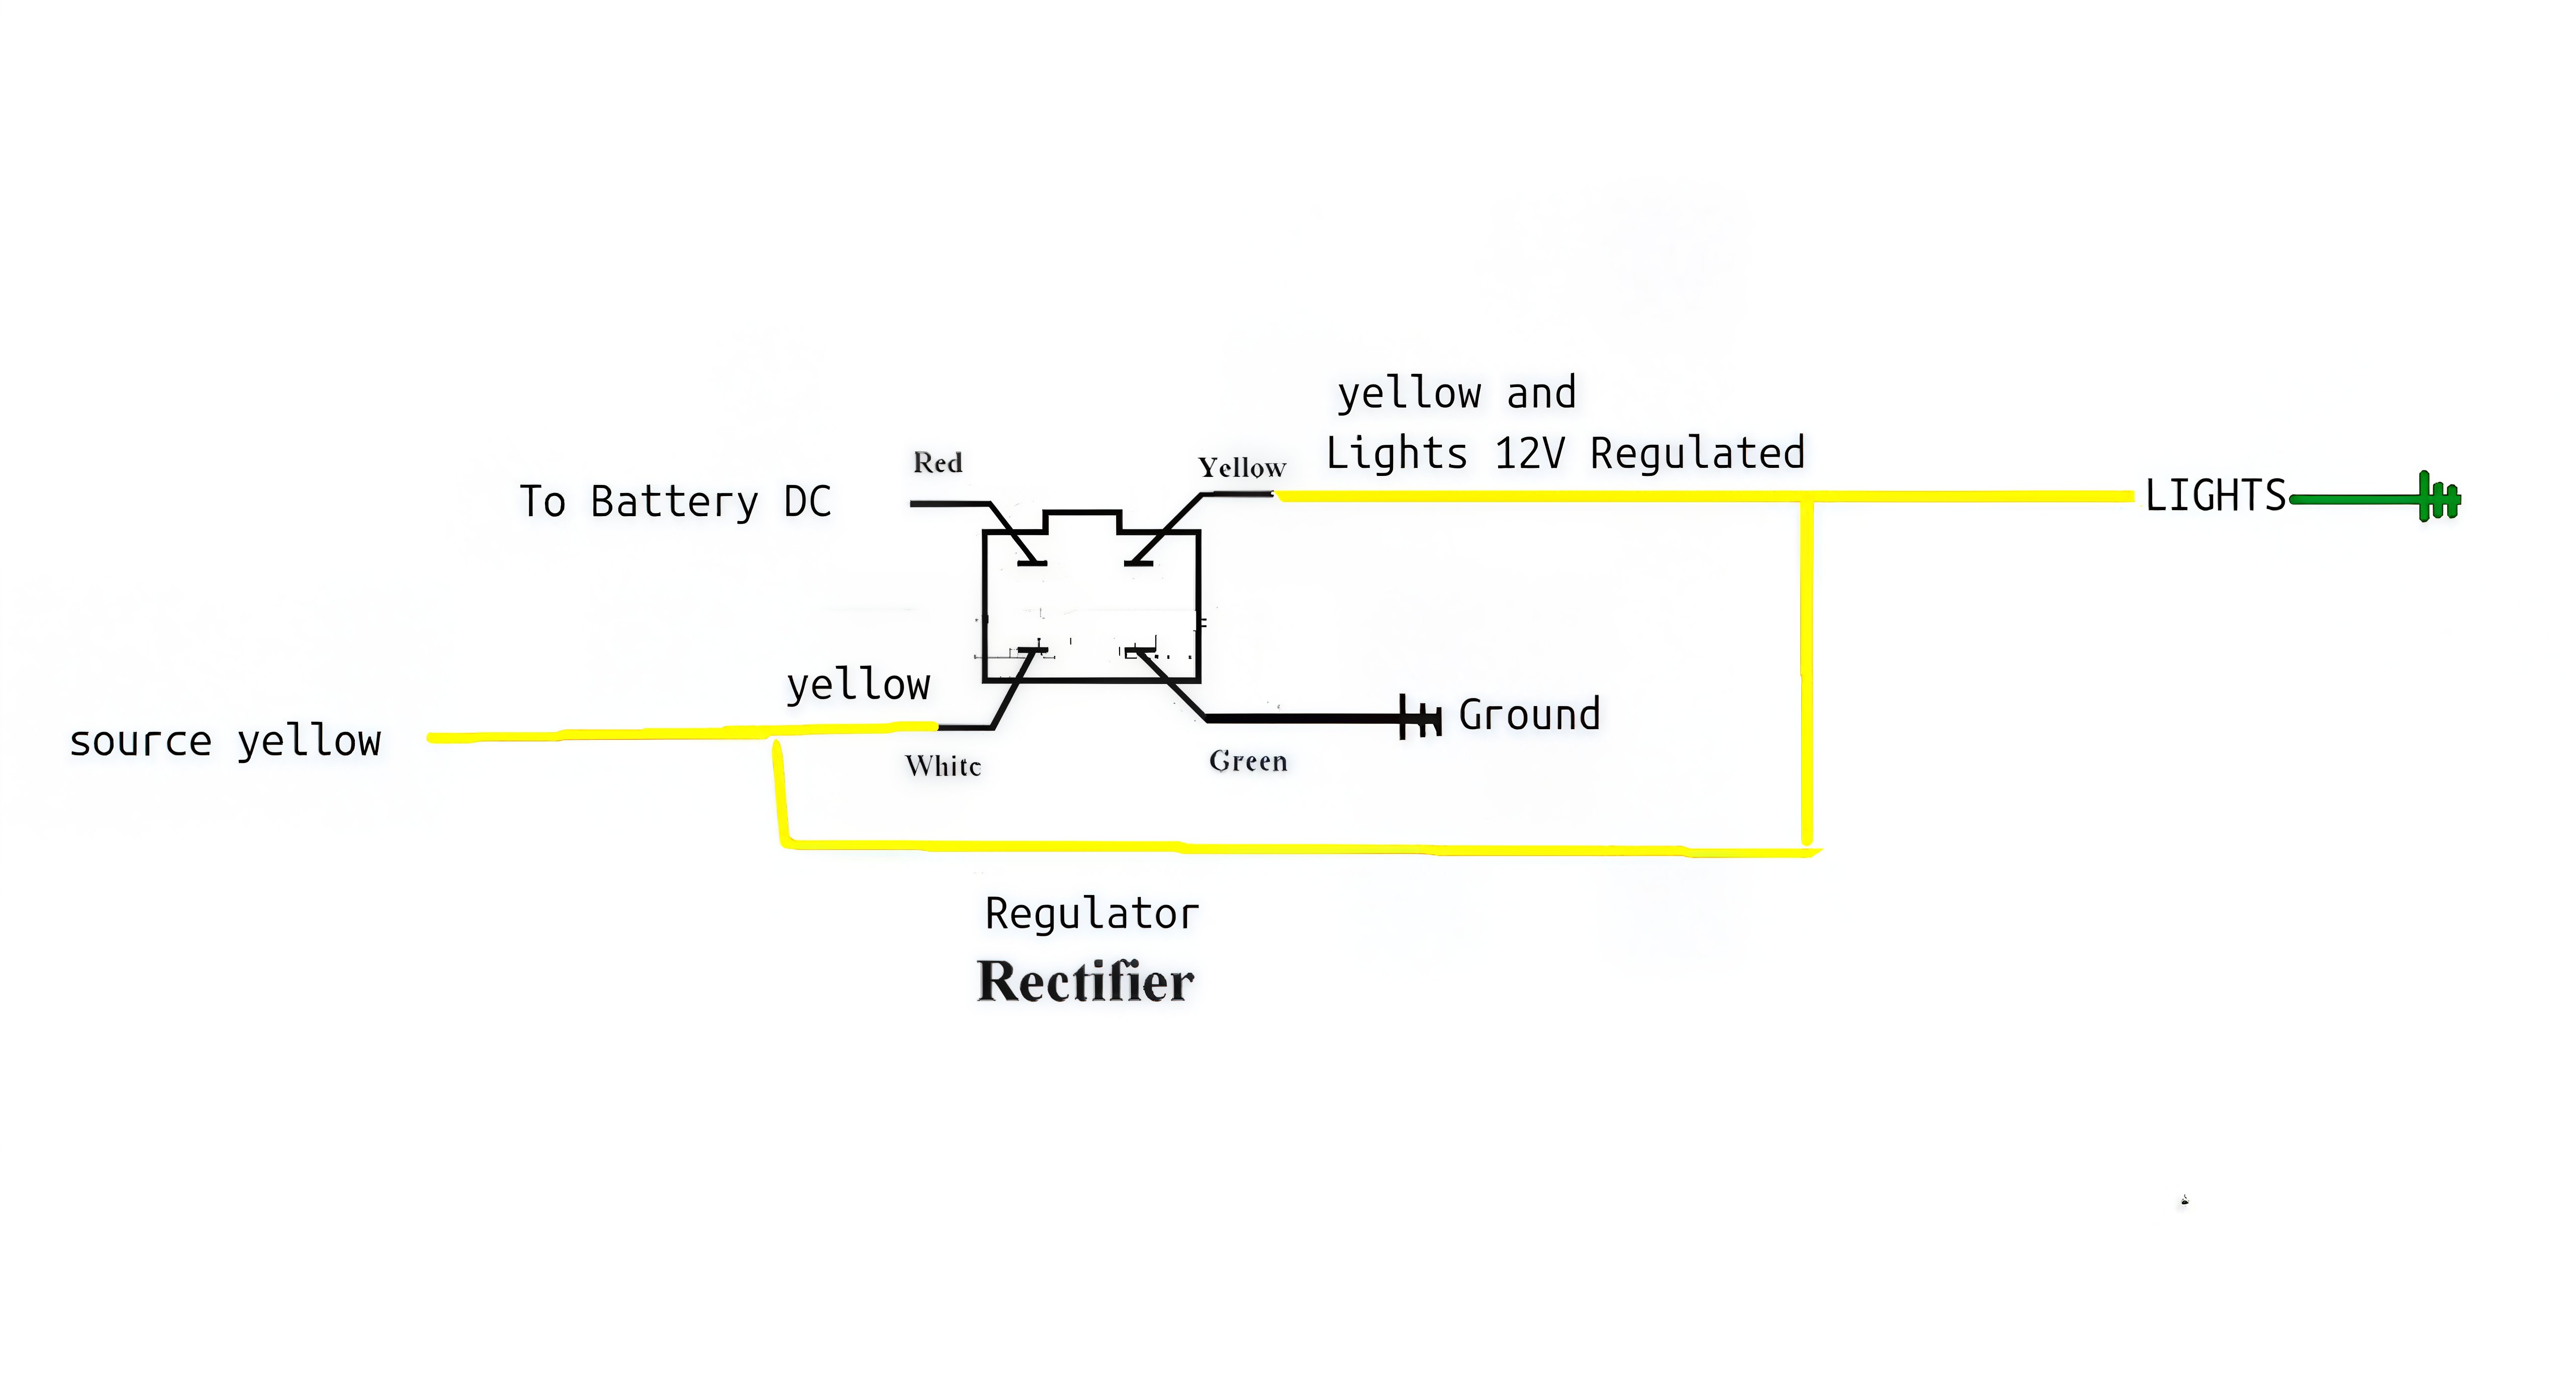 yellow and
Lights 12V Regulated
Red
Yellow
To Battery DC
LIGHTS
yellow
source yellow
Ground
White
Green
Regulator
Rectifier